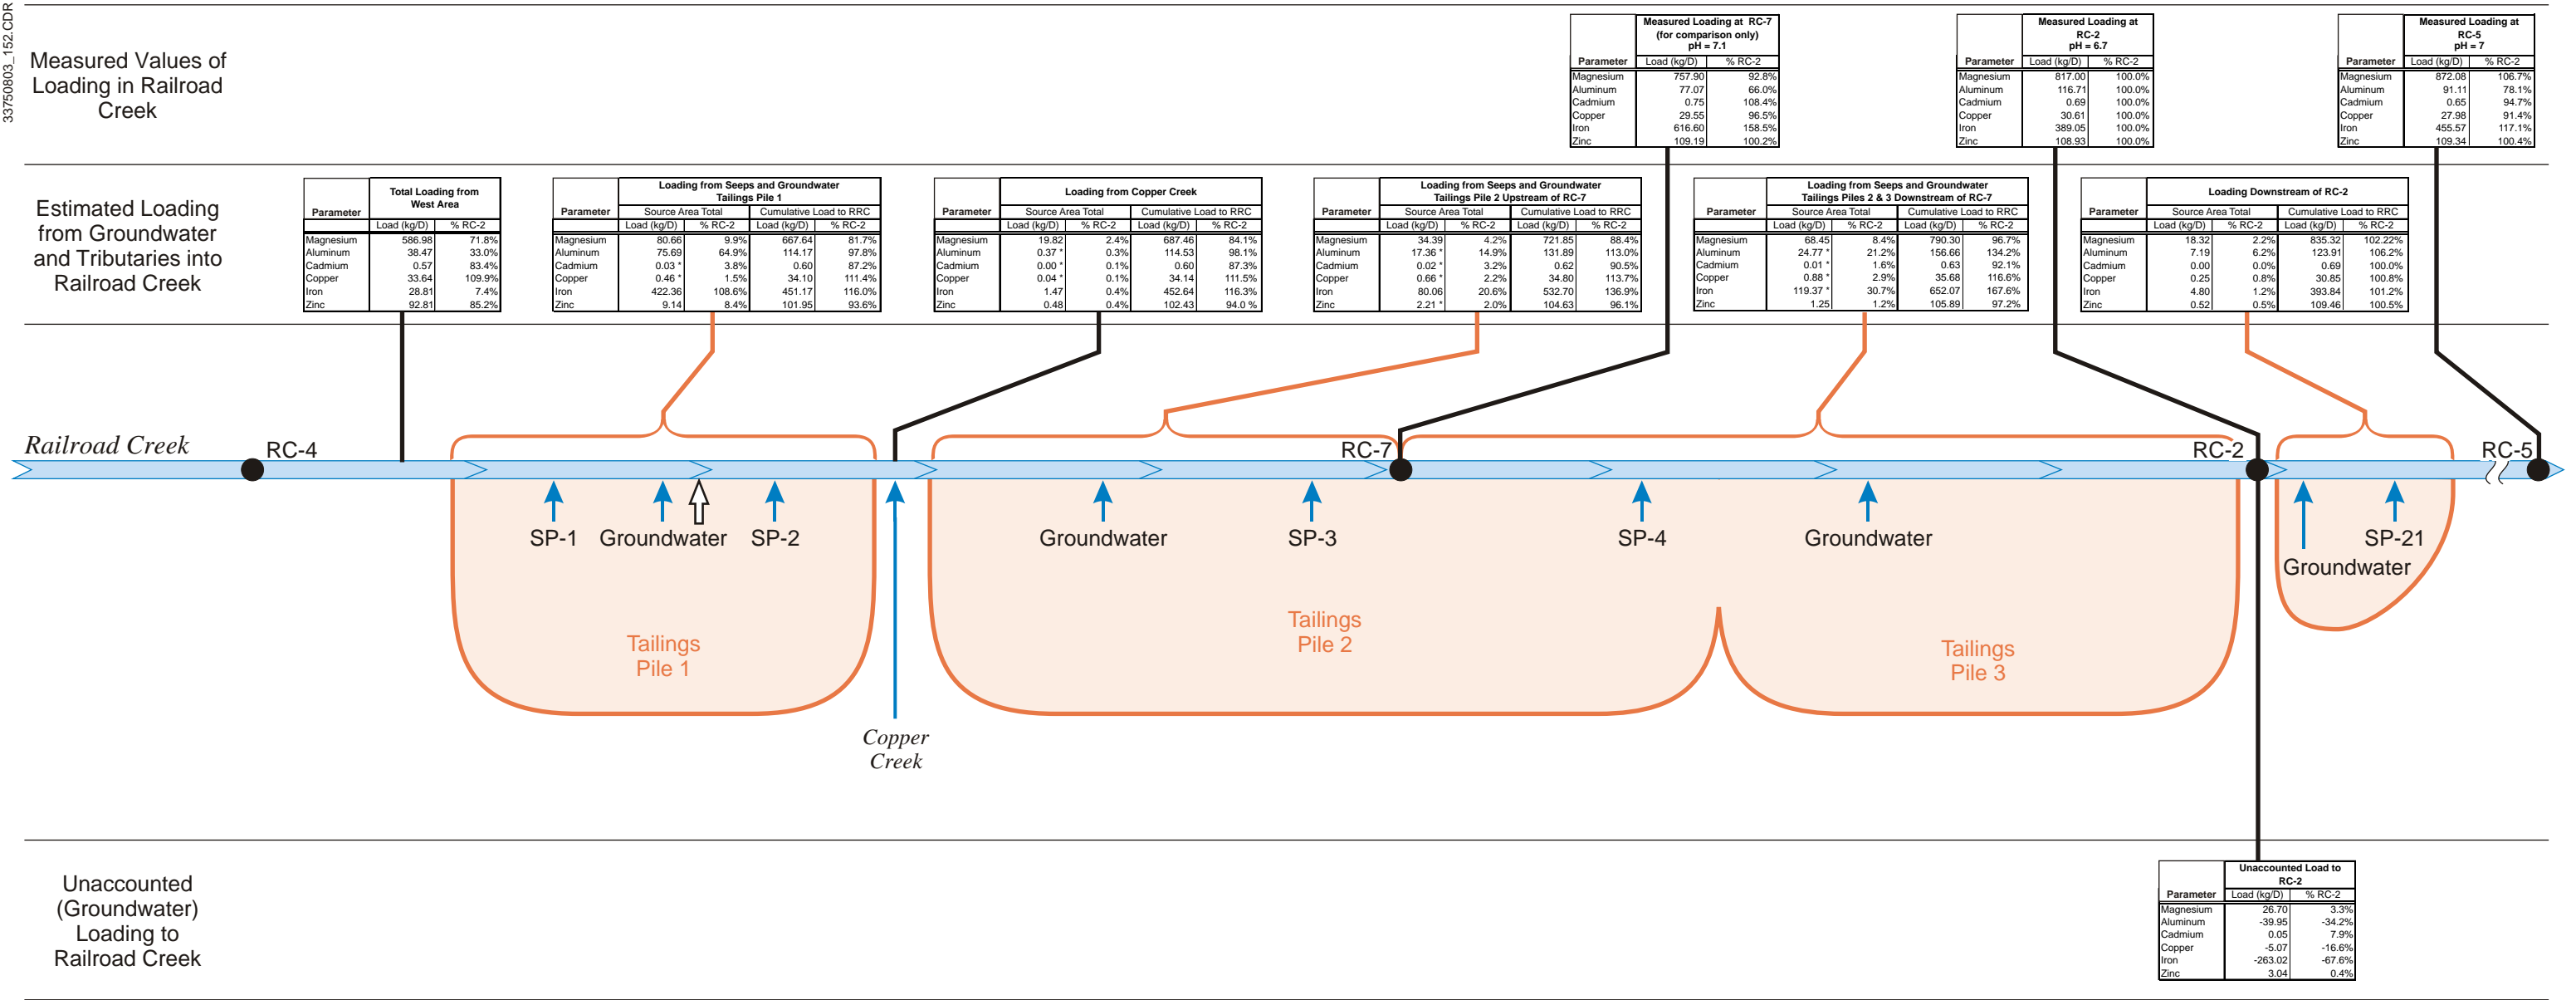 337750803_152.CDR
Measured Values of
Loading in Railroad
Creek
Measured Loading at RC-7
(for comparison only)
pH = 7.1
Parameter Load (kg/D) % RC-2
Magnesium 757.90 92.8%
Aluminum 77.07 66.0%
Cadmium 0.75 108.4%
Copper 29.55 96.5%
Iron 616.60 158.5%
Zinc 109.19 100.2%
Measured Loading at
RC-2
pH = 6.7
Parameter Load (kg/D) % RC-2
Magnesium 817.00 100.0%
Aluminum 116.71 100.0%
Cadmium 0.69 100.0%
Copper 30.61 100.0%
Iron 389.05 100.0%
Zinc 108.93 100.0%
Measured Loading at
RC-5
pH = 7
Parameter Load (kg/D) % RC-2
Magnesium 872.08 106.7%
Aluminum 91.11 78.1%
Cadmium 0.65 94.7%
Copper 27.98 91.4%
Iron 455.57 117.1%
Zinc 109.34 100.4%
Estimated Loading
from Groundwater
and Tributaries into
Railroad Creek
Total Loading from
West Area
Parameter
Load (kg/D) % RC-2
Magnesium 586.98 71.8%
Aluminum 38.47 33.0%
Cadmium 0.57 83.4%
Copper 33.64 109.9%
Iron 28.81 7.4%
Zinc 92.81 85.2%
Loading from Seeps and Groundwater
Tailings Pile 1
Parameter Source Area Total Cumulative Load to RRC
Load (kg/D) % RC-2 Load (kg/D) % RC-2
Magnesium 80.66 9.9% 667.64 81.7%
Aluminum 75.69 64.9% 114.17 97.8%
Cadmium 0.03 * 3.8% 0.60 87.2%
Copper 0.46 * 1.5% 34.10 111.4%
Iron 422.36 108.6% 451.17 116.0%
Zinc 9.14 8.4% 101.95 93.6%
Loading from Copper Creek
Parameter Source Area Total Cumulative Load to RRC
Load (kg/D) % RC-2 Load (kg/D) % RC-2
Magnesium 19.82 2.4% 687.46 84.1%
Aluminum 0.37 * 0.3% 114.53 98.1%
Cadmium 0.00 * 0.1% 0.60 87.3%
Copper 0.04 * 0.1% 34.14 111.5%
Iron 1.47 0.4% 452.64 116.3%
Zinc 0.48 0.4% 102.43 94.0 %
Loading from Seeps and Groundwater
Tailings Pile 2 Upstream of RC-7
Parameter Source Area Total Cumulative Load to RRC
Load (kg/D) % RC-2 Load (kg/D) % RC-2
Magnesium 34.39 4.2% 721.85 88.4%
Aluminum 17.36 * 14.9% 131.89 113.0%
Cadmium 0.02 * 3.2% 0.62 90.5%
Copper 0.66 * 2.2% 34.80 113.7%
Iron 80.06 20.6% 532.70 136.9%
Zinc 2.21 * 2.0% 104.63 96.1%
Loading from Seeps and Groundwater
Tailings Piles 2 & 3 Downstream of RC-7
Parameter Source Area Total Cumulative Load to RRC
Load (kg/D) % RC-2 Load (kg/D) % RC-2
Magnesium 68.45 8.4% 790.30 96.7%
Aluminum 24.77 * 21.2% 156.66 134.2%
Cadmium 0.01 * 1.6% 0.63 92.1%
Copper 0.88 * 2.9% 35.68 116.6%
Iron 119.37 * 30.7% 652.07 167.6%
Zinc 1.25 1.2% 105.89 97.2%
Loading Downstream of RC-2
Parameter Source Area Total Cumulative Load to RRC
Load (kg/D) % RC-2 Load (kg/D) % RC-2
Magnesium 18.32 2.2% 835.32 102.22%
Aluminum 7.19 6.2% 123.91 106.2%
Cadmium 0.00 0.0% 0.69 100.0%
Copper 0.25 0.8% 30.85 100.8%
Iron 4.80 1.2% 393.84 101.2%
Zinc 0.52 0.5% 109.46 100.5%
Railroad Creek
RC-4
RC-7
RC-2
RC-5
SP-1
Groundwater
SP-2
Groundwater
SP-3
SP-4
Groundwater
SP-21
Groundwater
Tailings
Pile 1
Tailings
Pile 2
Tailings
Pile 3
Copper
Creek
Unaccounted
(Groundwater)
Loading to
Railroad Creek
Unaccounted Load to
RC-2
Parameter Load (kg/D) % RC-2
Magnesium 26.70 3.3%
Aluminum -39.95 -34.2%
Cadmium 0.05 7.9%
Copper -5.07 -16.6%
Iron -263.02 -67.6%
Zinc 3.04 0.4%